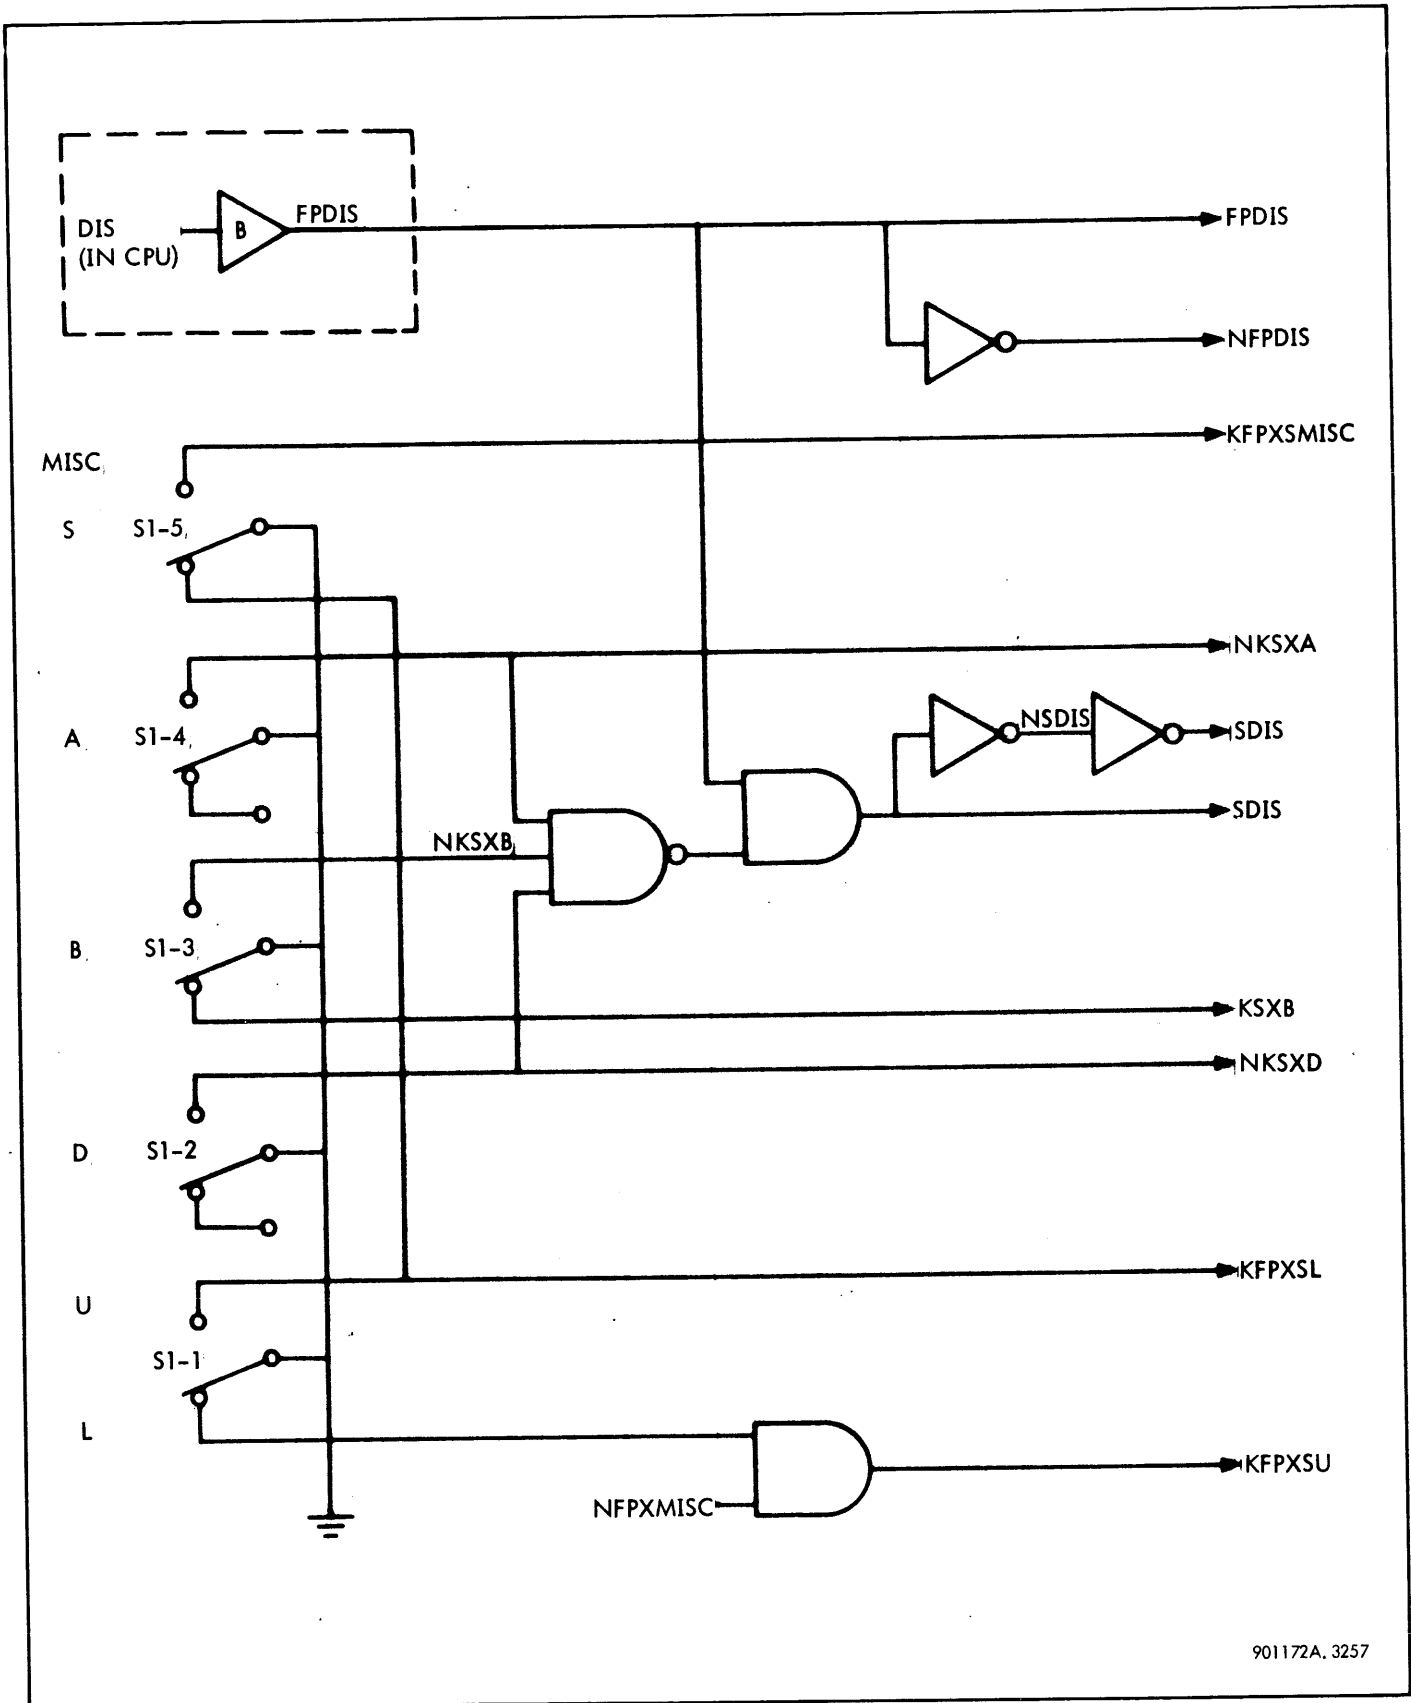 DIS
(IN CPU)
B
FPDIS
FPDIS
NFPDIS
KFPXSMISC
MISC
S
S1-5
NKSXA
A
S1-4
NSDIS
SDIS
SDIS
NKSXB
B
S1-3
KSXB
NKSXD
D
S1-2
KFPXSL
U
S1-1
L
KFPXSU
NFPXMISC
901172A. 3257